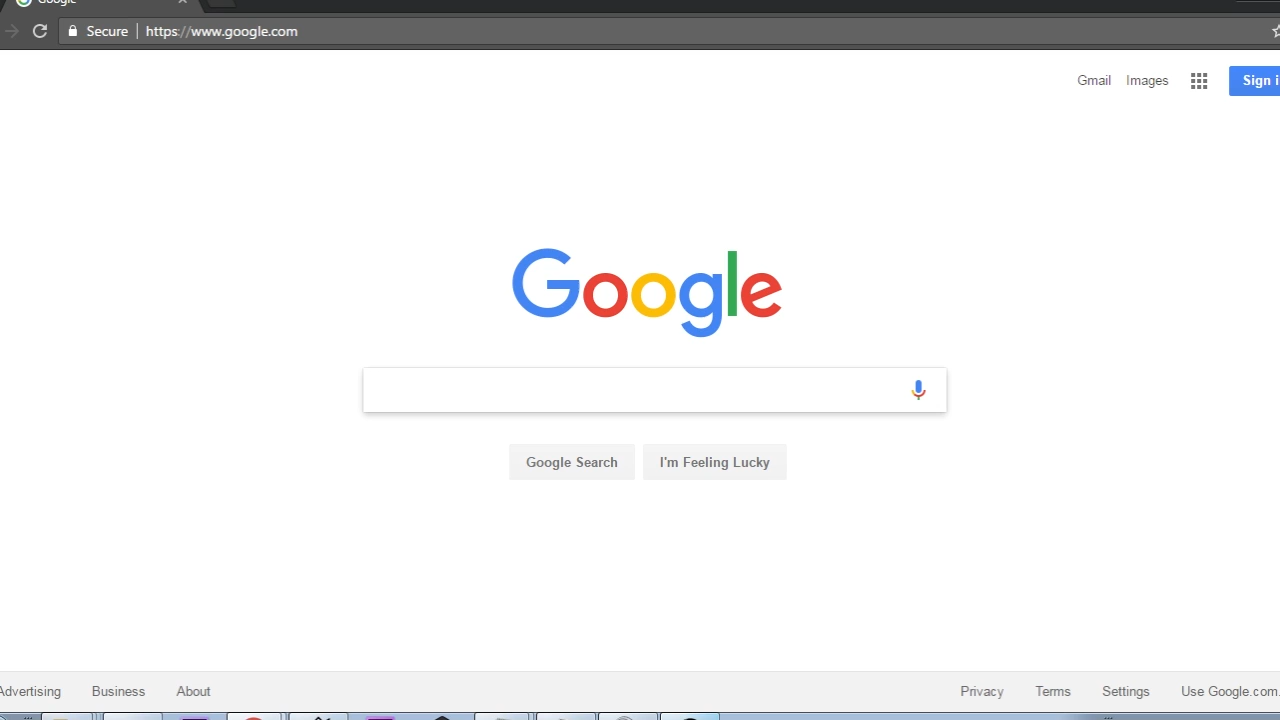 Google
Secure https://www.google.com
Gmail Images Sign i
Google
Google Search I'm Feeling Lucky
Advertising Business About Privacy Terms Settings Use Google.com